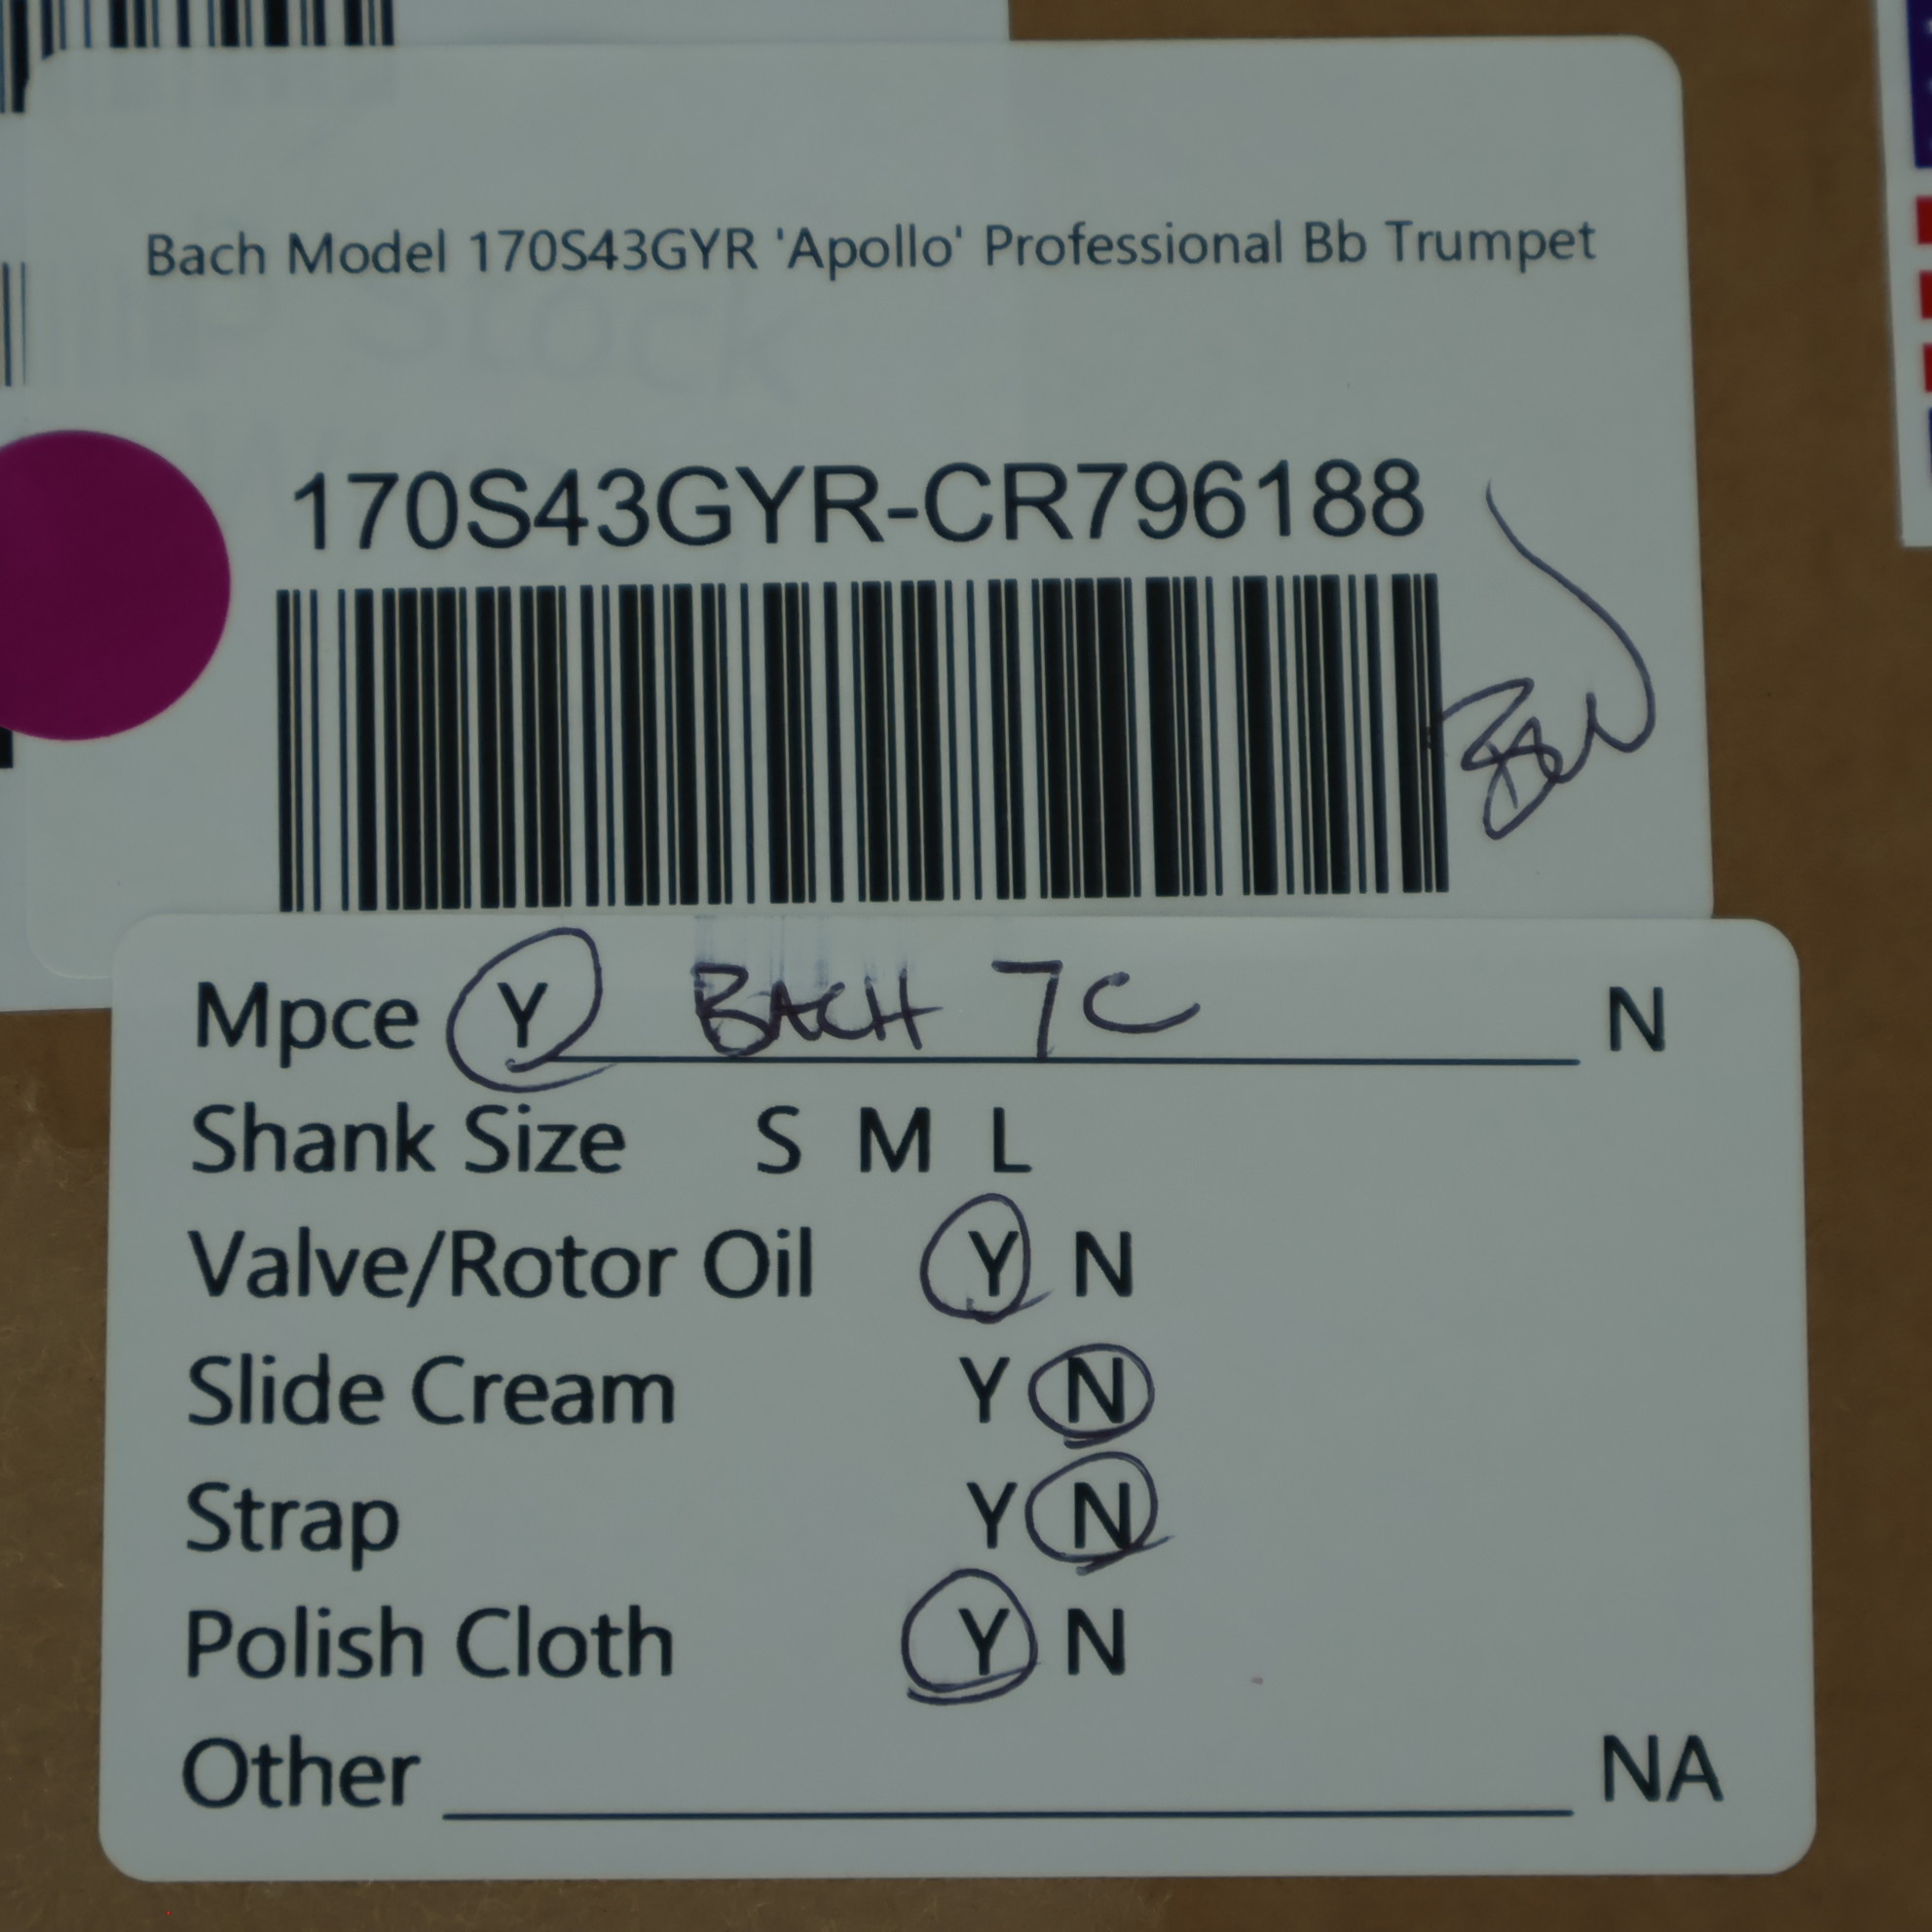 Bach Model 170S43GYR 'Apollo' Professional Bb Trumpet
Stock
170S43GYR-CR796188
Mpce Y BACH 7C N
Shank Size S M L
Valve/Rotor Oil Y N
Slide Cream Y N
Strap Y N
Polish Cloth Y N
Other NA